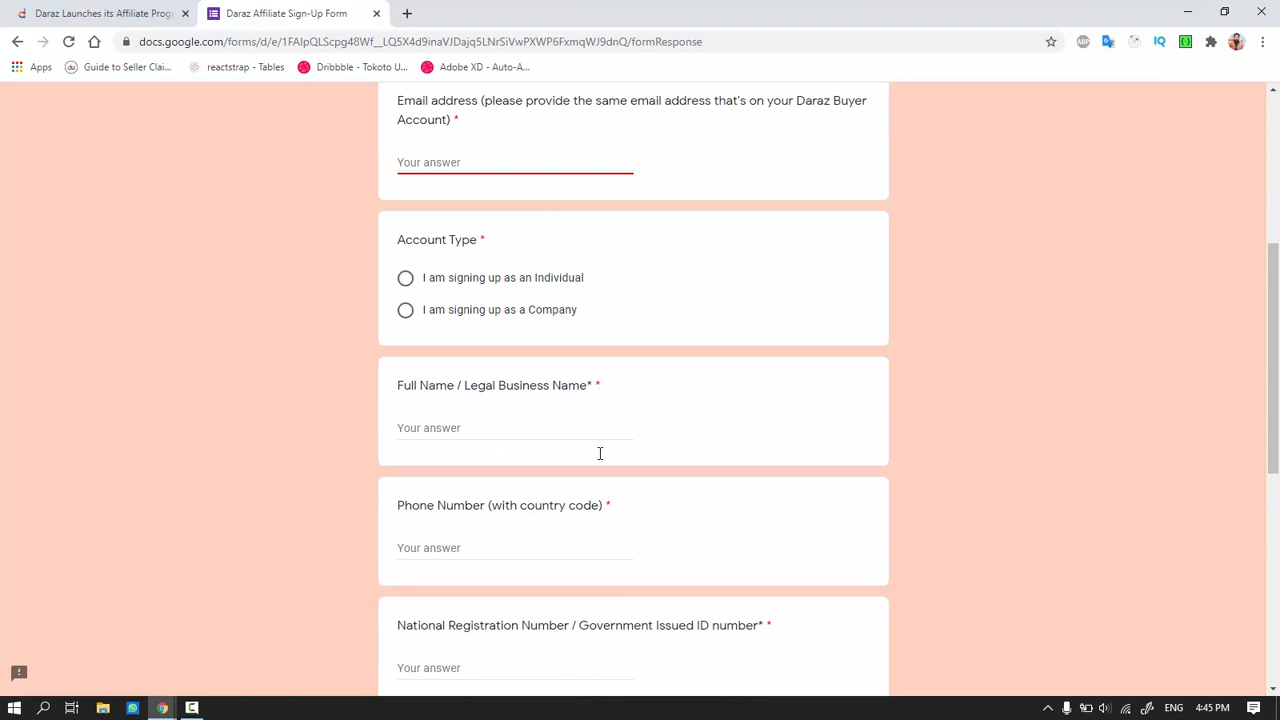 Daraz Launches its Affiliate Progr
Daraz Affiliate Sign-Up Form
docs.google.com/forms/d/e/1FAIpQLScpg48Wf__LQ5X4d9inaVJDajq5LNrSiVwPXWP6FxmqWJ9dnQ/formResponse
ABP
IQ
Apps
Guide to Seller Clai...
reactstrap - Tables
Dribbble - Tokoto U...
Adobe XD - Auto-A...
Email address (please provide the same email address that's on your Daraz Buyer
Account) *
Your answer
Account Type *
I am signing up as an Individual
I am signing up as a Company
Full Name / Legal Business Name* *
Your answer
Phone Number (with country code) *
Your answer
National Registration Number / Government Issued ID number* *
Your answer
ENG
4:45 PM